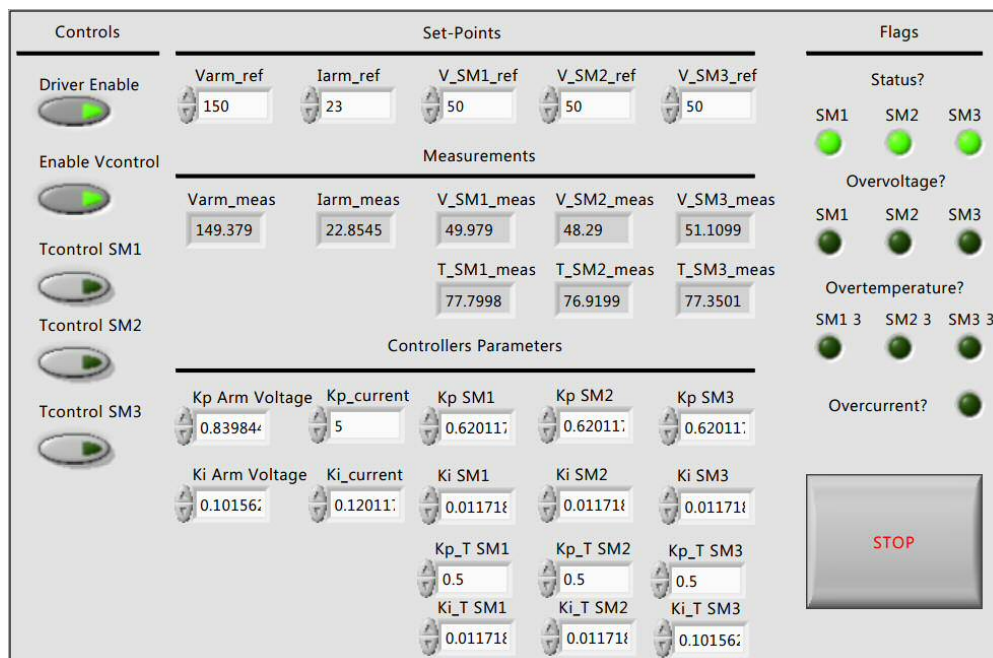 Controls
Set-Points
Flags
Driver Enable
Varm_ref Iarm_ref V_SM1_ref V_SM2_ref V_SM3_ref
150 23 50 50 50
Status?
SM1 SM2 SM3
Enable Vcontrol
Measurements
Overvoltage?
Varm_meas Iarm_meas V_SM1_meas V_SM2_meas V_SM3_meas
149.379 22.8545 49.979 48.29 51.1099
SM1 SM2 SM3
Tcontrol SM1
T_SM1_meas T_SM2_meas T_SM3_meas
77.7998 76.9199 77.3501
Overtemperature?
SM1 3 SM2 3 SM3 3
Tcontrol SM2
Controllers Parameters
Kp Arm Voltage Kp_current Kp SM1 Kp SM2 Kp SM3
0.839844 5 0.620117 0.620117 0.620117
Overcurrent?
Tcontrol SM3
Ki Arm Voltage Ki_current Ki SM1 Ki SM2 Ki SM3
0.101562 0.120117 0.011718 0.011718 0.011718
STOP
Kp_T SM1 Kp_T SM2 Kp_T SM3
0.5 0.5 0.5
Ki_T SM1 Ki_T SM2 Ki_T SM3
0.011718 0.011718 0.101562